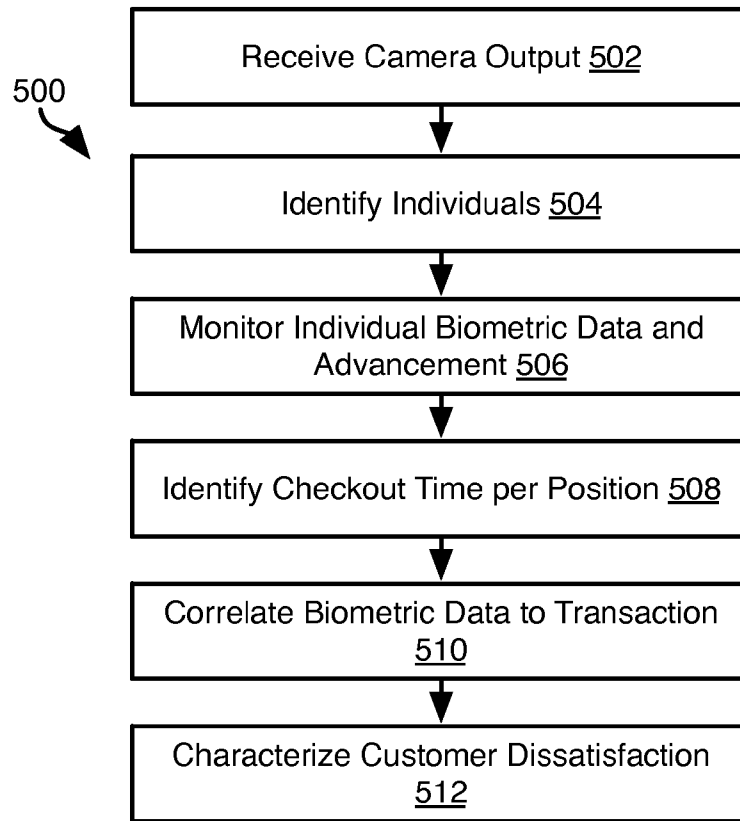 Receive Camera Output 502
500
Identify Individuals 504
Monitor Individual Biometric Data and
Advancement 506
Identify Checkout Time per Position 508
Correlate Biometric Data to Transaction
510
Characterize Customer Dissatisfaction
512